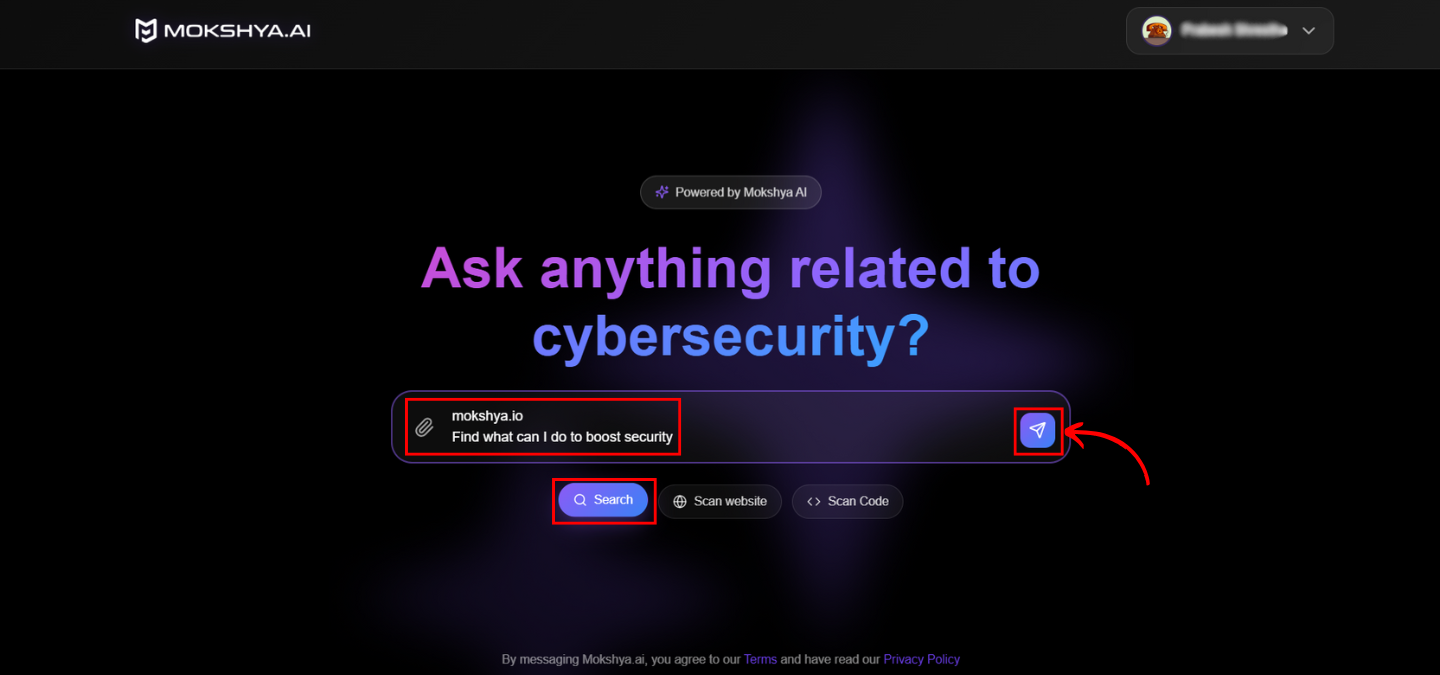 MOKSHYA.AI
Powered by Mokshya AI
Ask anything related to
cybersecurity?
mokshya.io
Find what can I do to boost security
Search
Scan website
Scan Code
By messaging Mokshya.ai, you agree to our Terms and have read our Privacy Policy